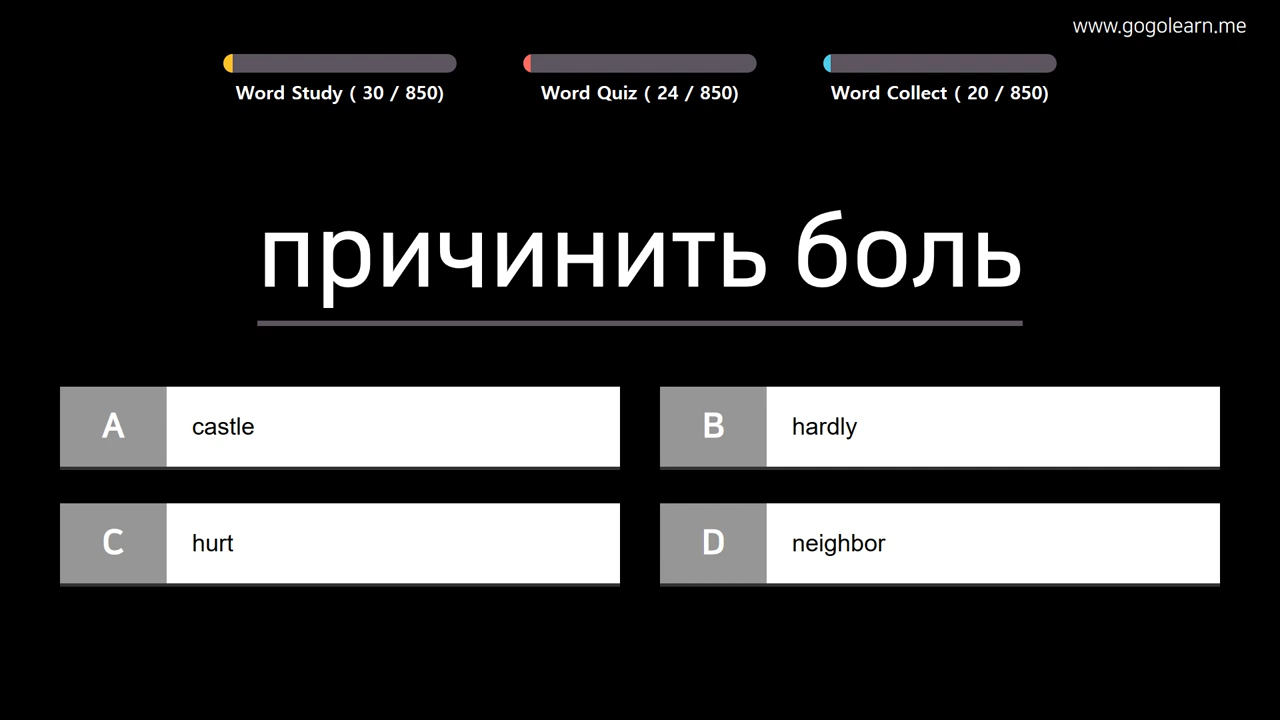 www.gogolearn.me
Word Study ( 30 / 850)
Word Quiz ( 24 / 850)
Word Collect ( 20 / 850)
причинить боль
A castle
B hardly
C hurt
D neighbor